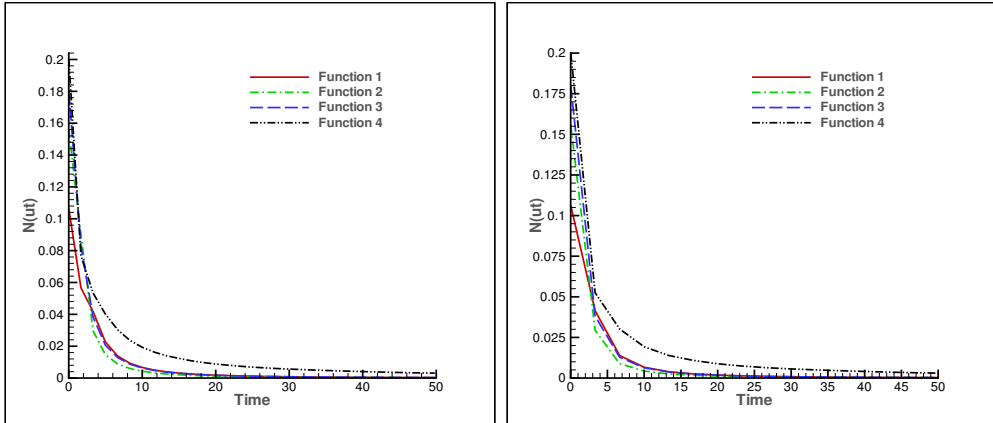 0.2
0.18
0.16
0.14
0.12
0.1
0.08
0.06
0.04
0.02
0
N(ut)
Function 1
Function 2
Function 3
Function 4
0 10 20 30 40 50
Time
0.2
0.175
0.15
0.125
0.1
0.075
0.05
0.025
0
N(ut)
Function 1
Function 2
Function 3
Function 4
0 5 10 15 20 25 30 35 40 45 50
Time